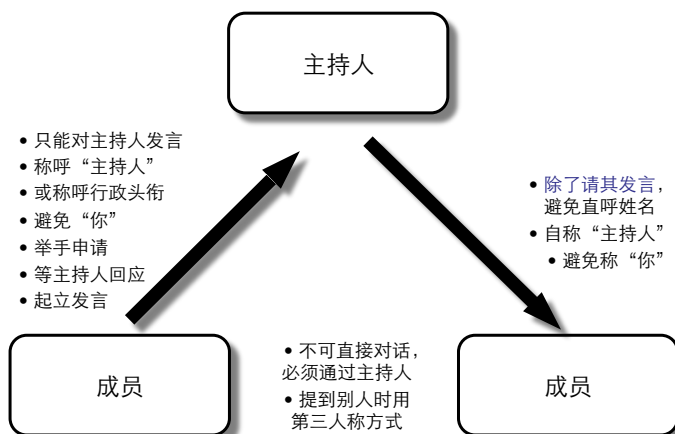 主持人
• 只能对主持人发言
• 称呼“主持人”
• 或称呼行政头衔
• 避免“你”
• 举手申请
• 等主持人回应
• 起立发言
• 除了请其发言，
避免直呼姓名
• 自称“主持人”
• 避免称“你”
成员
• 不可直接对话，
必须通过主持人
• 提到别人时用
第三人称方式
成员